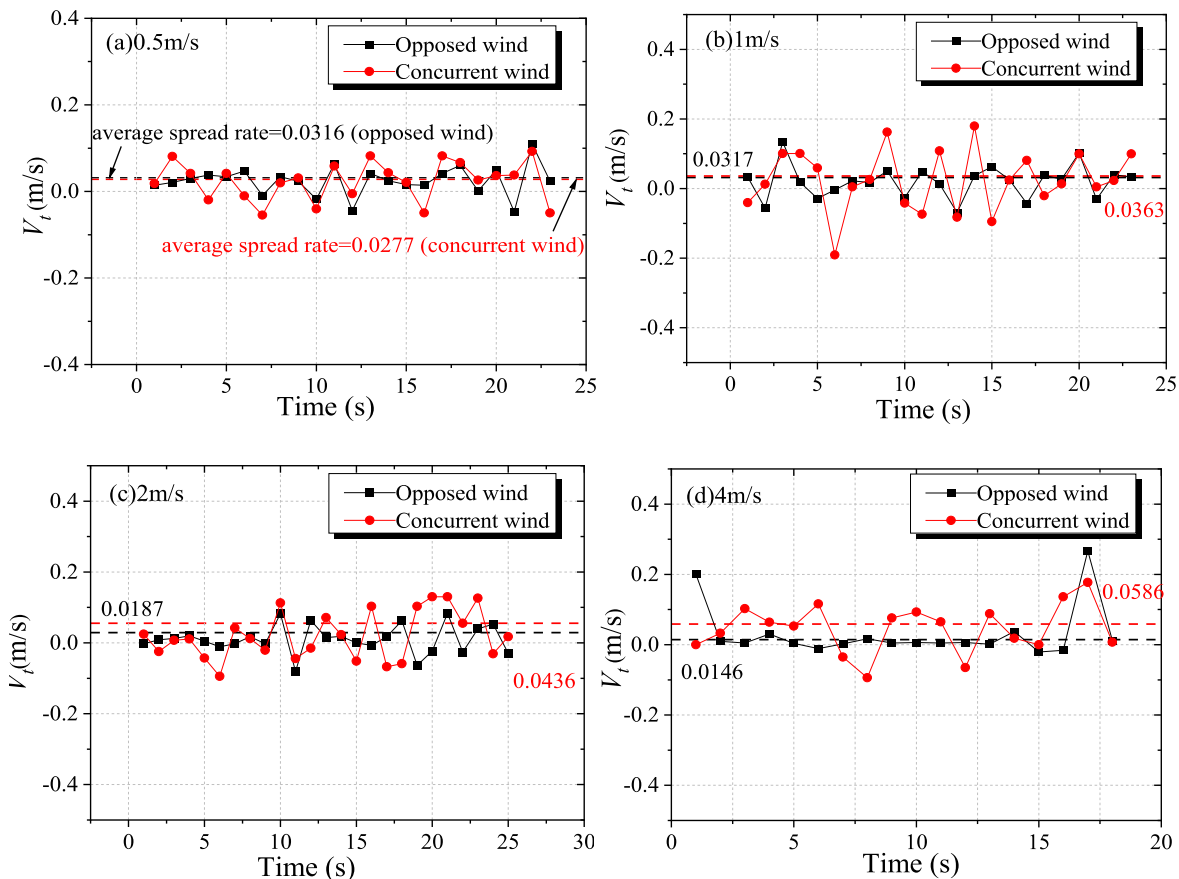 (a)0.5m/s
Opposed wind
Concurrent wind
average spread rate=0.0316 (opposed wind)
average spread rate=0.0277 (concurrent wind)
0.4
0.2
0.0
-0.2
-0.4
V_t (m/s)
0 5 10 15 20 25
Time (s)
(b)1m/s
Opposed wind
Concurrent wind
0.0317
0.0363
0.4
0.2
0.0
-0.2
-0.4
V_t (m/s)
0 5 10 15 20 25
Time (s)
(c)2m/s
Opposed wind
Concurrent wind
0.0187
0.0436
0.4
0.2
0.0
-0.2
-0.4
V_t(m/s)
0 5 10 15 20 25 30
Time (s)
(d)4m/s
Opposed wind
Concurrent wind
0.0586
0.0146
0.4
0.2
0.0
-0.2
-0.4
V_t (m/s)
0 5 10 15 20
Time (s)